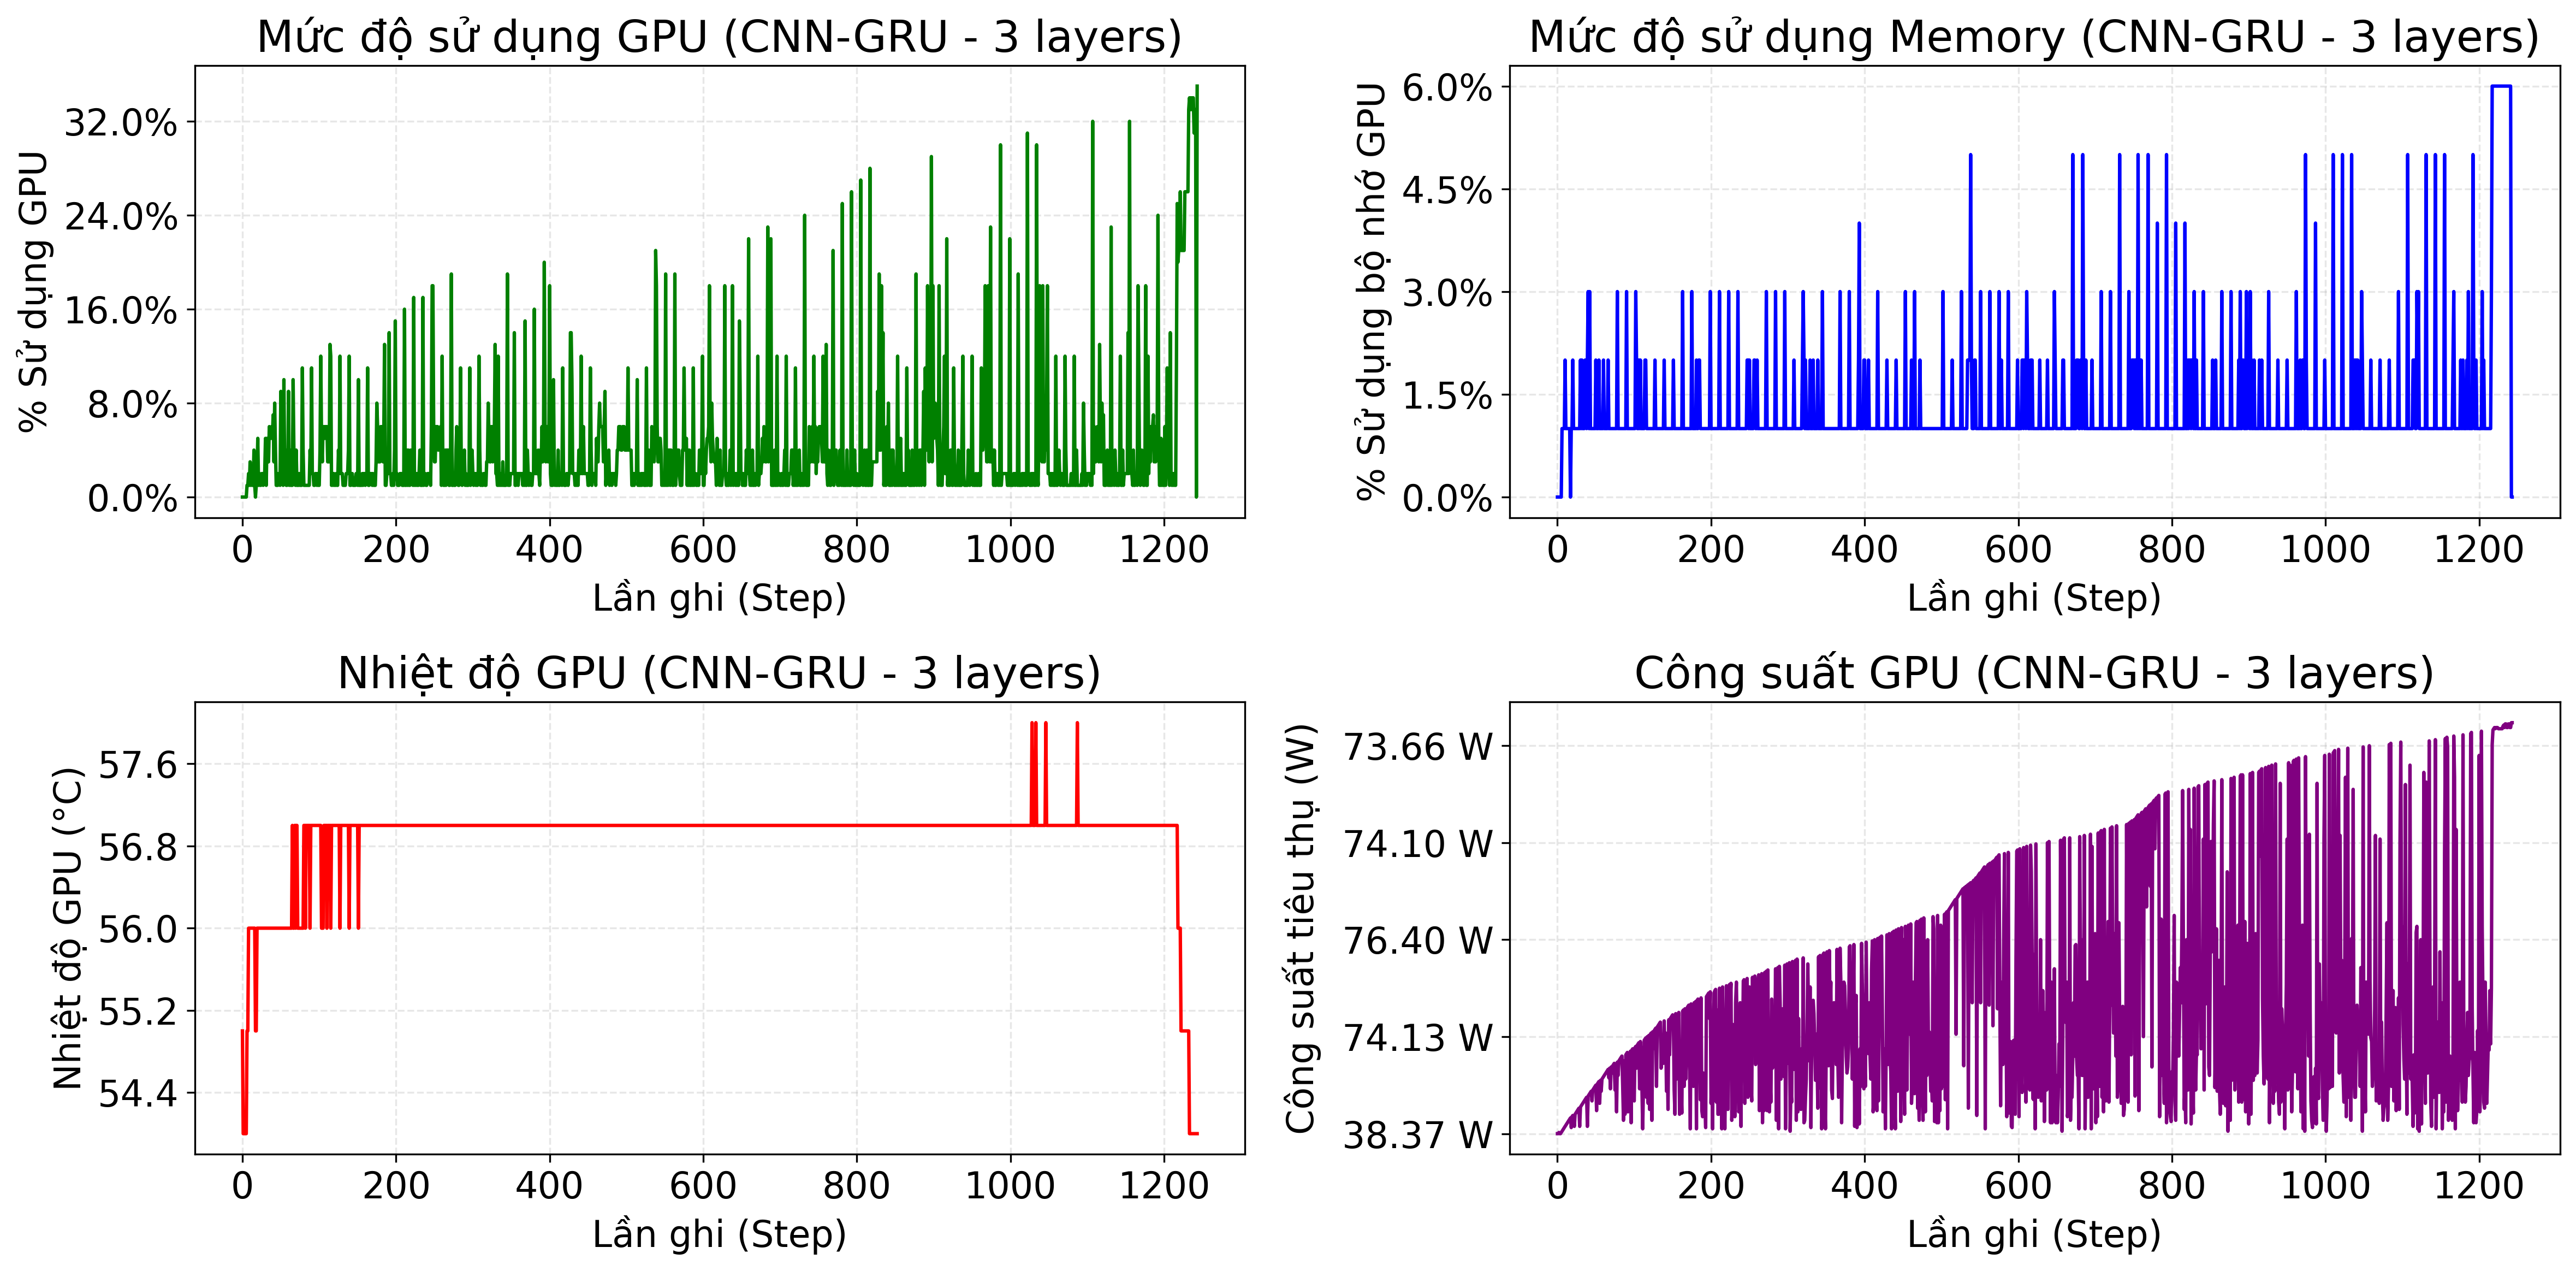 Mức độ sử dụng GPU (CNN-GRU - 3 layers)
% Sử dụng GPU
32.0%
24.0%
16.0%
8.0%
0.0%
0 200 400 600 800 1000 1200
Lần ghi (Step)
Mức độ sử dụng Memory (CNN-GRU - 3 layers)
% Sử dụng bộ nhớ GPU
6.0%
4.5%
3.0%
1.5%
0.0%
0 200 400 600 800 1000 1200
Lần ghi (Step)
Nhiệt độ GPU (CNN-GRU - 3 layers)
Nhiệt độ GPU (°C)
57.6
56.8
56.0
55.2
54.4
0 200 400 600 800 1000 1200
Lần ghi (Step)
Công suất GPU (CNN-GRU - 3 layers)
Công suất tiêu thụ (W)
73.66 W
74.10 W
76.40 W
74.13 W
38.37 W
0 200 400 600 800 1000 1200
Lần ghi (Step)